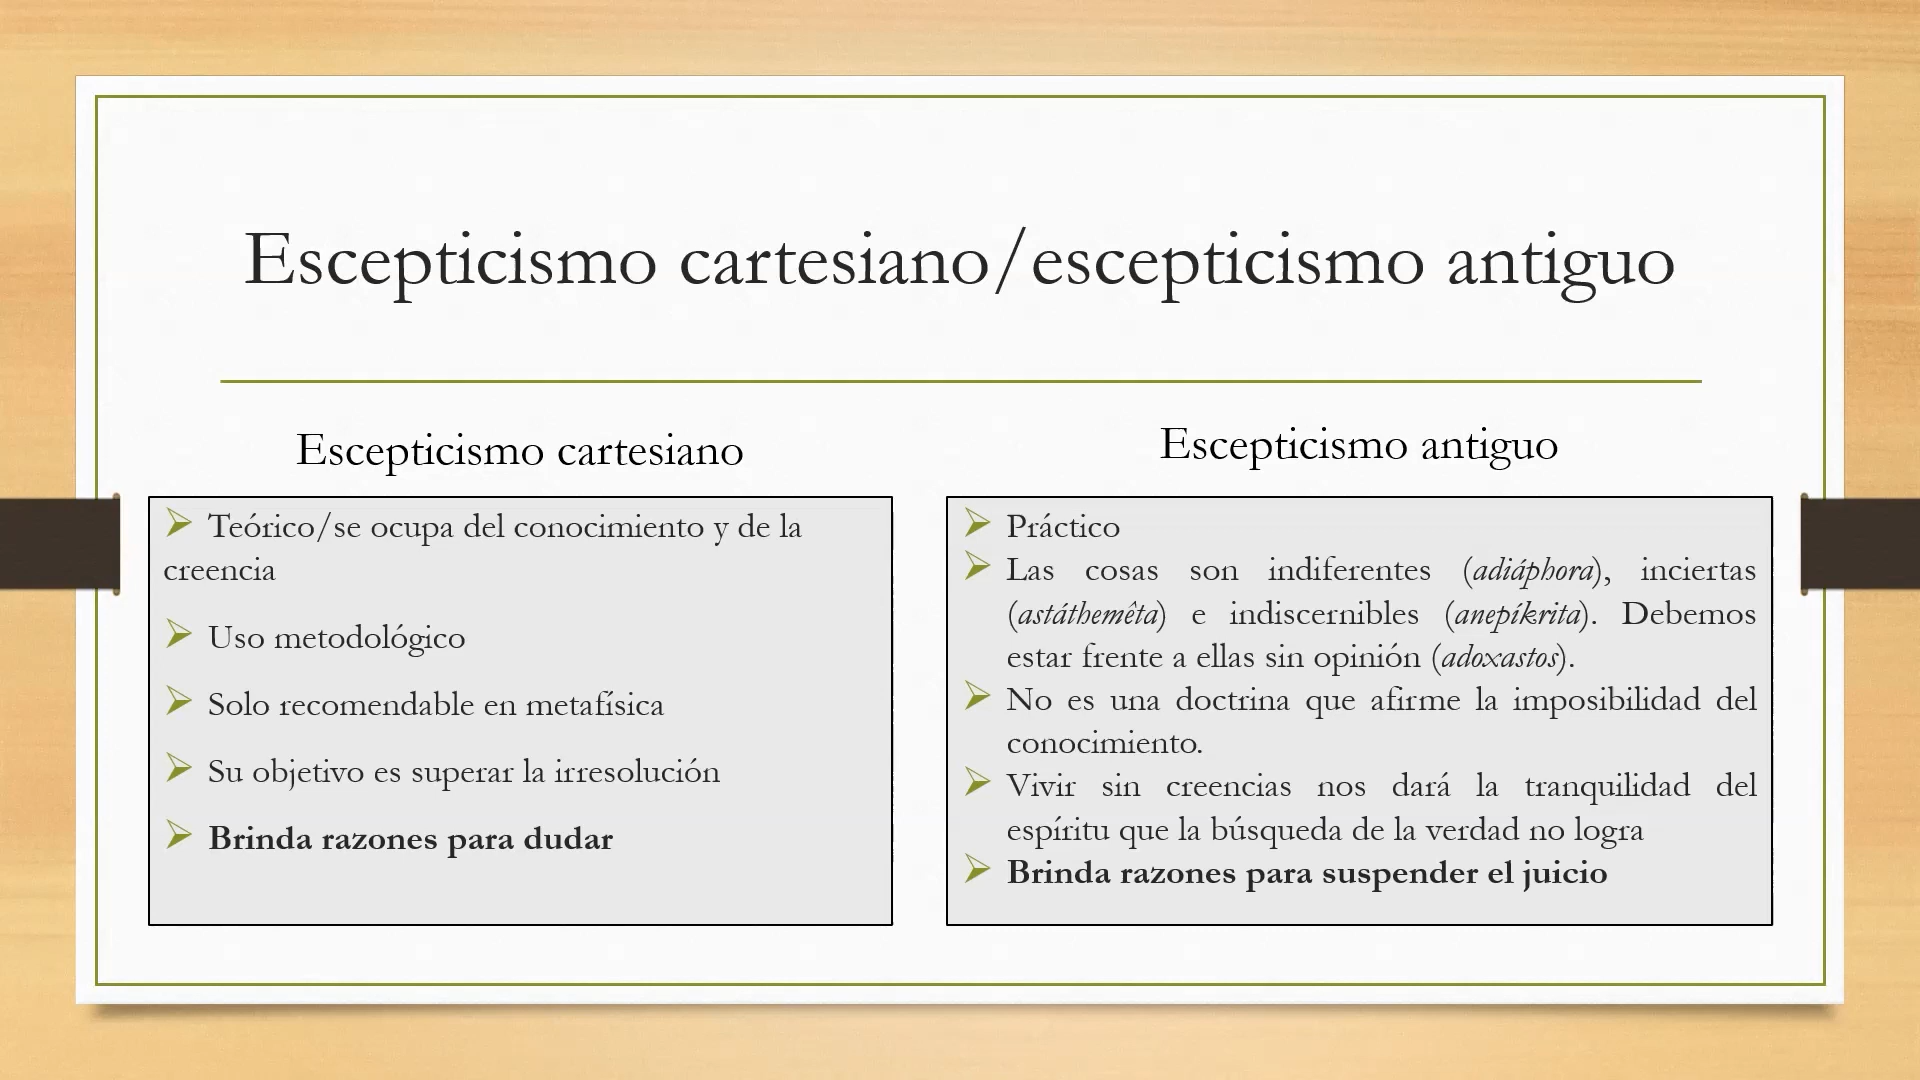 Escepticismo cartesiano/escepticismo antiguo
Escepticismo cartesiano
Teórico/se ocupa del conocimiento y de la
creencia
Uso metodológico
Solo recomendable en metafísica
Su objetivo es superar la irresolución
Brinda razones para dudar
Escepticismo antiguo
Práctico
Las cosas son indiferentes (adiáphora), inciertas
(astáthemêta) e indiscernibles (anepíkrita). Debemos
estar frente a ellas sin opinión (adoxastos).
No es una doctrina que afirme la imposibilidad del
conocimiento.
Vivir sin creencias nos dará la tranquilidad del
espíritu que la búsqueda de la verdad no logra
Brinda razones para suspender el juicio